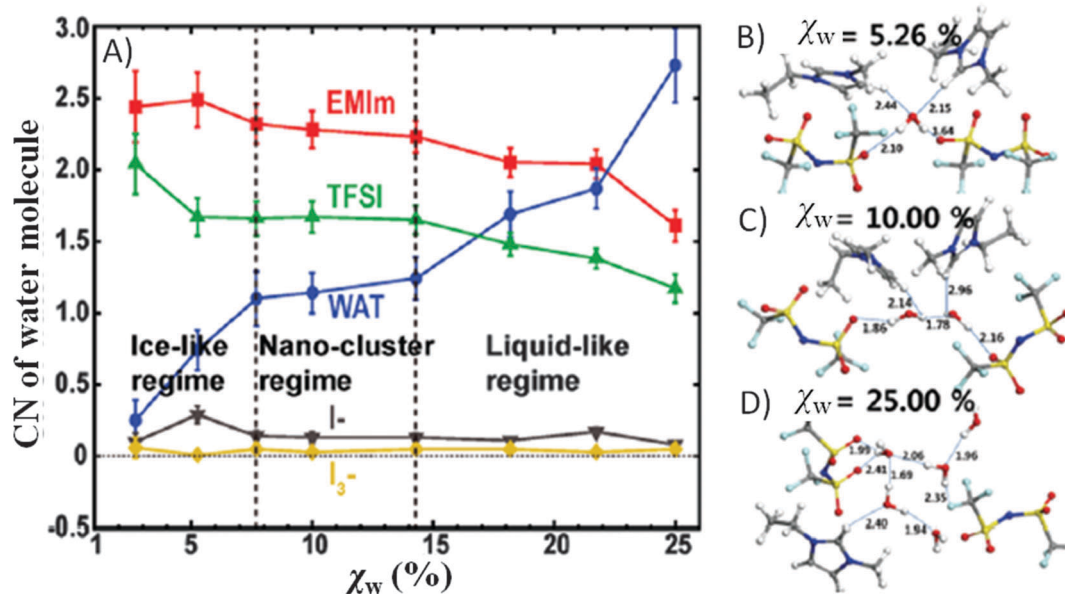 A)
3.0
2.5
2.0
1.5
1.0
0.5
0
-0.5
CN of water molecule
EMIm
TFSI
WAT
Ice-like
regime
Nano-cluster
regime
Liquid-like
regime
I-
I3-
1
5
10
15
20
25
χw (%)
B) χw = 5.26 %
2.44
2.15
2.10
1.64
C) χw = 10.00 %
2.14
2.96
1.86
1.78
2.16
D) χw = 25.00 %
1.99
2.06
1.96
2.41
1.69
2.35
2.40
1.94